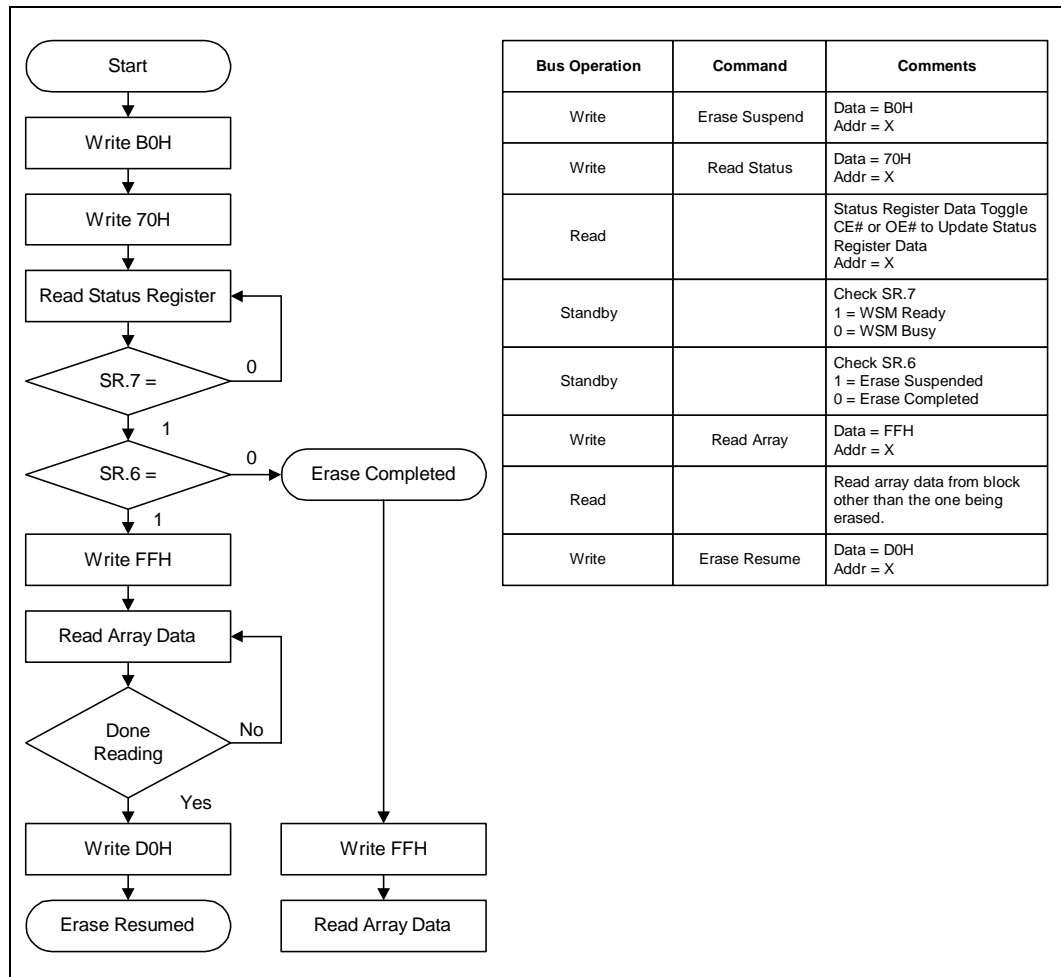 Start
Write B0H
Write 70H
Read Status Register
SR.7 =
0
1
SR.6 =
0
Erase Completed
1
Write FFH
Read Array Data
Done
Reading
No
Yes
Write D0H
Write FFH
Erase Resumed
Read Array Data
Bus Operation Command Comments
Write Erase Suspend Data = B0H
Addr = X
Write Read Status Data = 70H
Addr = X
Read Status Register Data Toggle
CE# or OE# to Update Status
Register Data
Addr = X
Standby Check SR.7
1 = WSM Ready
0 = WSM Busy
Standby Check SR.6
1 = Erase Suspended
0 = Erase Completed
Write Read Array Data = FFH
Addr = X
Read Read array data from block
other than the one being
erased.
Write Erase Resume Data = D0H
Addr = X